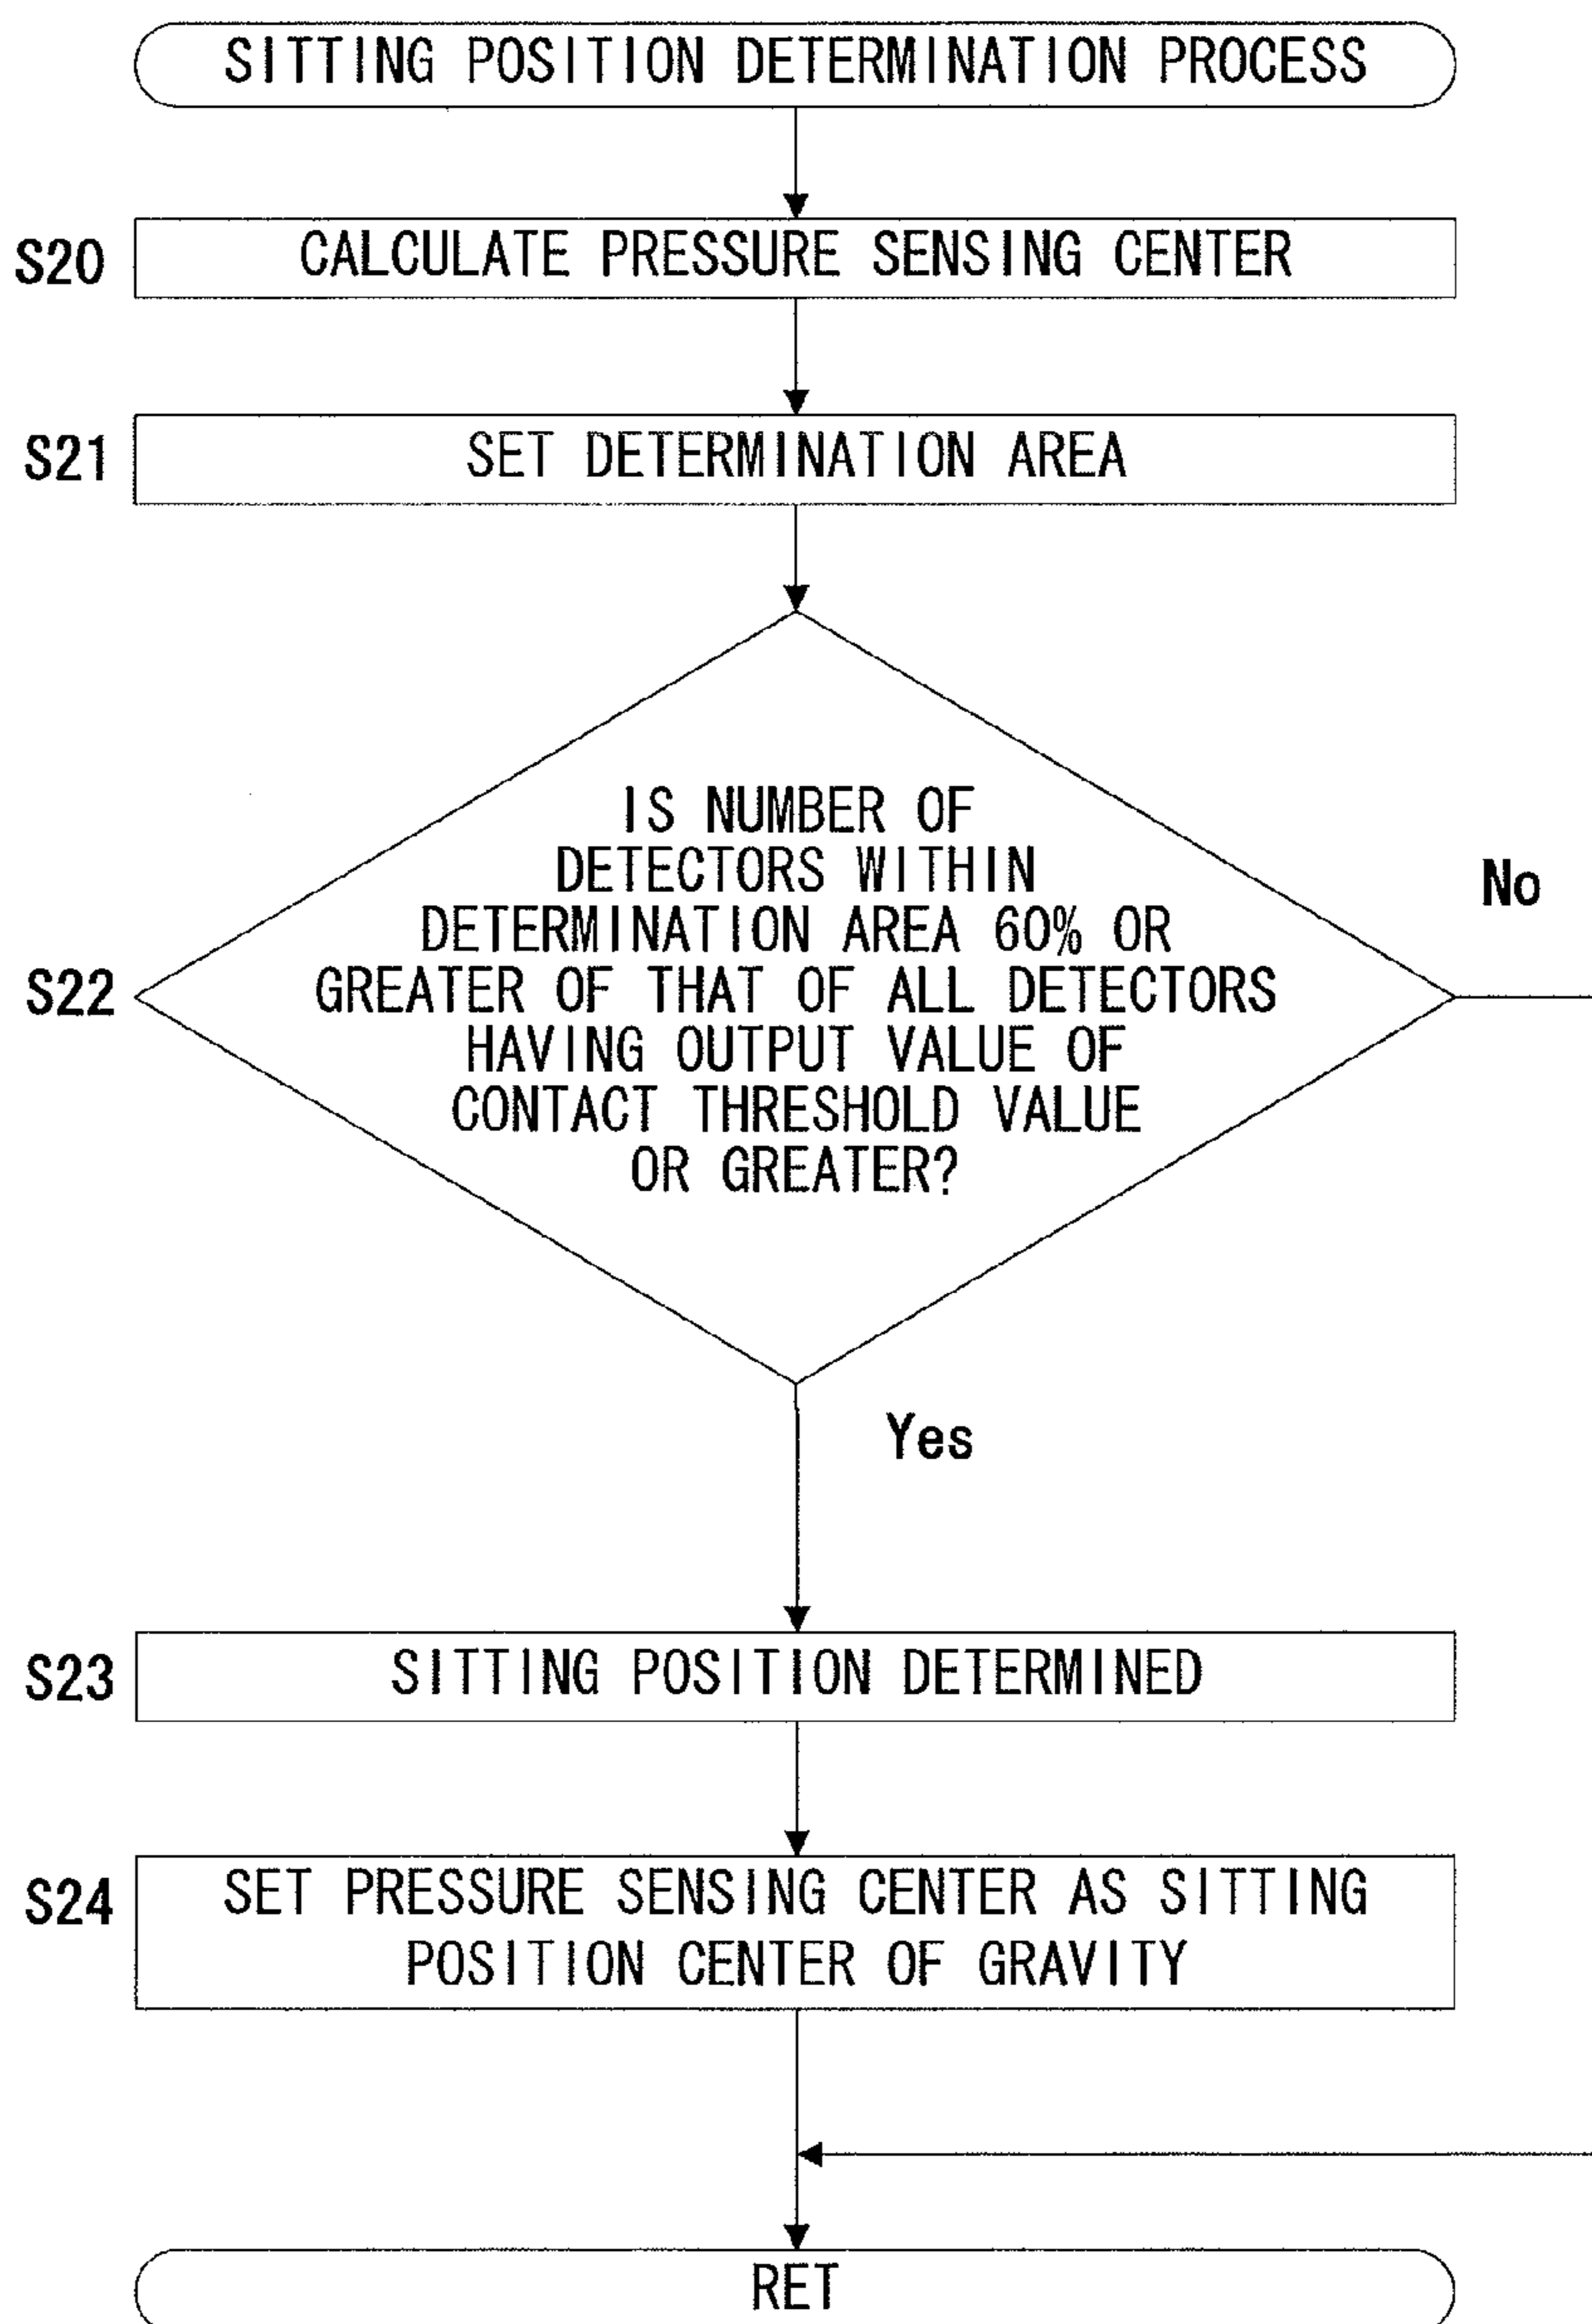 SITTING POSITION DETERMINATION PROCESS
S20
CALCULATE PRESSURE SENSING CENTER
S21
SET DETERMINATION AREA
S22
IS NUMBER OF
DETECTORS WITHIN
DETERMINATION AREA 60% OR
GREATER OF THAT OF ALL DETECTORS
HAVING OUTPUT VALUE OF
CONTACT THRESHOLD VALUE
OR GREATER?
No
Yes
S23
SITTING POSITION DETERMINED
S24
SET PRESSURE SENSING CENTER AS SITTING
POSITION CENTER OF GRAVITY
RET